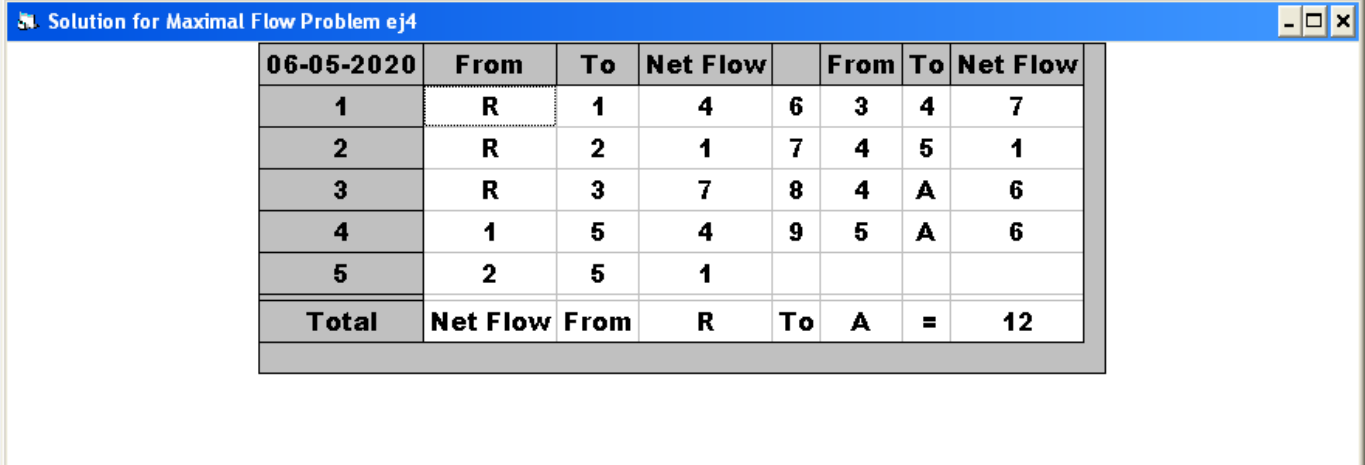 Solution for Maximal Flow Problem ej4
06-05-2020 From To Net Flow From To Net Flow
1 R 1 4 6 3 4 7
2 R 2 1 7 4 5 1
3 R 3 7 8 4 A 6
4 1 5 4 9 5 A 6
5 2 5 1
Total Net Flow From R To A = 12